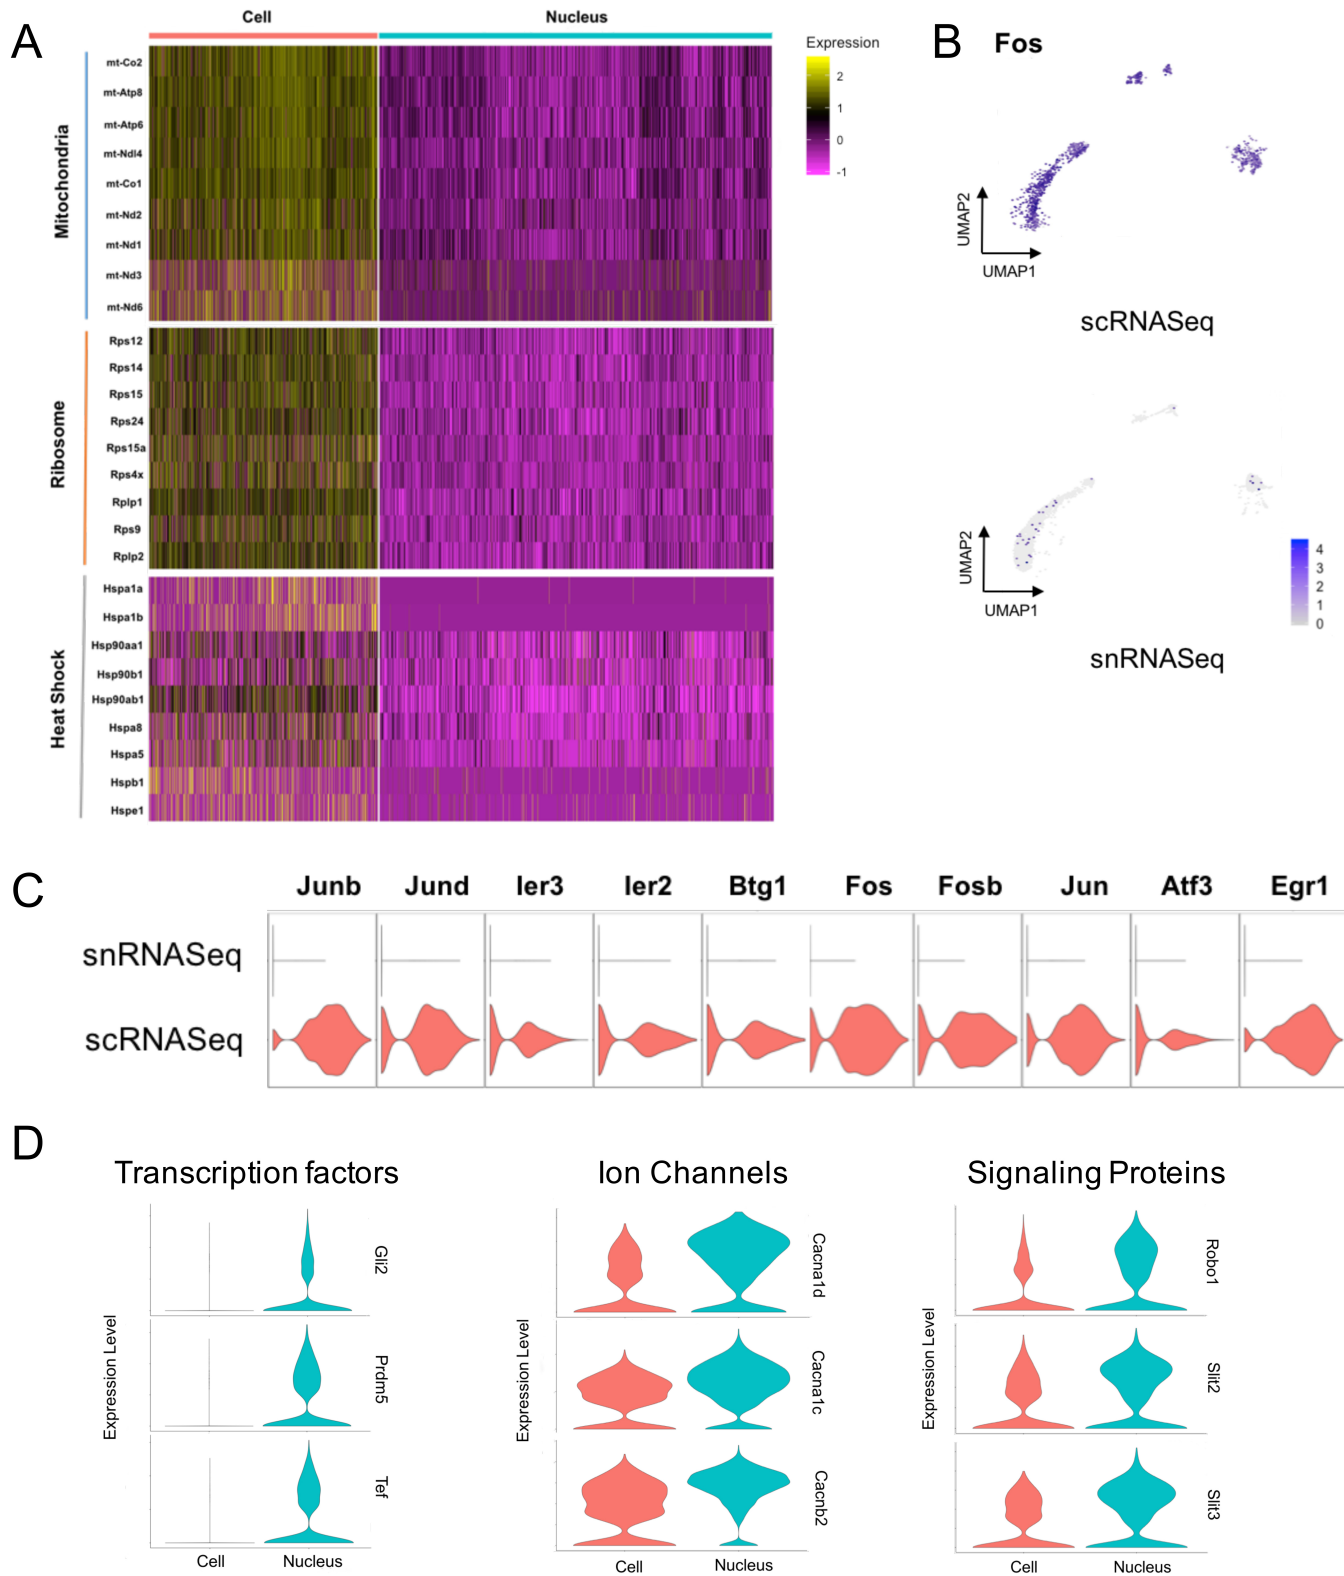 A
Cell
Nucleus
Mitochondria
mt-Co2
mt-Atp8
mt-Atp6
mt-Ndl4
mt-Co1
mt-Nd2
mt-Nd1
mt-Nd3
mt-Nd6
Ribosome
Rps12
Rps14
Rps15
Rps24
Rps15a
Rps4x
Rplp1
Rps9
Rplp2
Heat Shock
Hspa1a
Hspa1b
Hsp90aa1
Hsp90b1
Hsp90ab1
Hspa8
Hspa5
Hspb1
Hspe1
Expression
2
1
0
-1
B
Fos
UMAP2
UMAP1
scRNASeq
UMAP2
UMAP1
4
3
2
1
0
snRNASeq
C
Junb Jund Ier3 Ier2 Btg1 Fos Fosb Jun Atf3 Egr1
snRNASeq
scRNASeq
D
Transcription factors
Expression Level
Gli2
Prdm5
Tef
Cell Nucleus
Ion Channels
Expression Level
Cacna1d
Cacna1c
Cacnb2
Cell Nucleus
Signaling Proteins
Expression Level
Robo1
Slit2
Slit3
Cell Nucleus